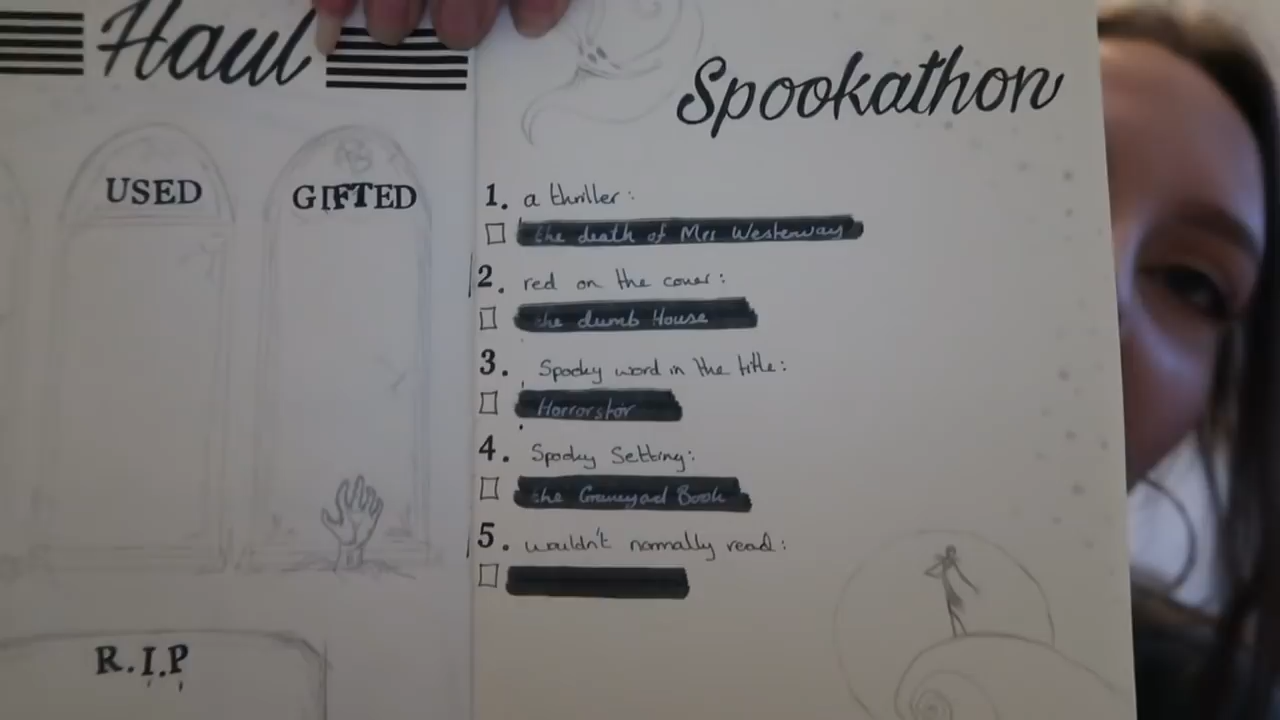 Haul
USED
GIFTED
R.I.P
Spookathon
1. a thriller:
the death of Mrs Westerway
2. red on the cover:
the dumb House
3. Spooky word in the title:
Horrorstör
4. Spooky Setting:
the Graveyard Book
5. wouldn't normally read: